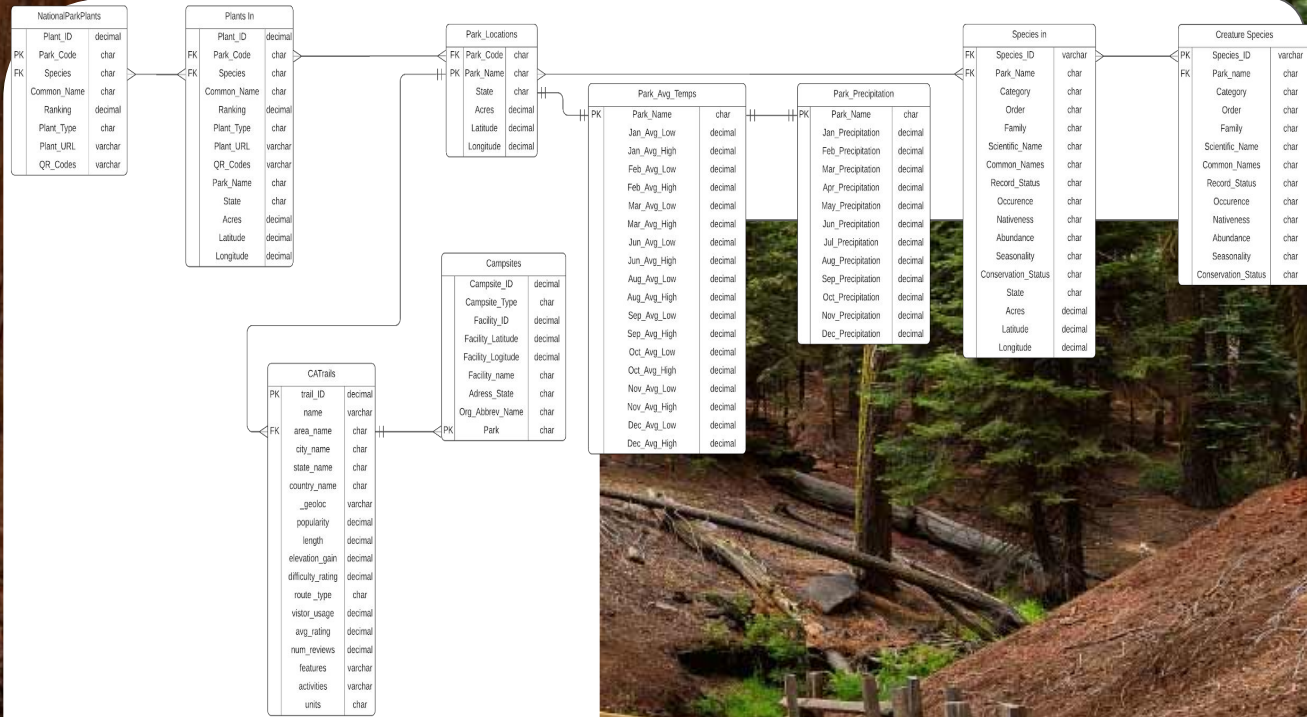 NationalParkPlants
Plant_ID decimal
PK Park_Code char
FK Species char
Common_Name char
Ranking decimal
Plant_Type char
Plant_URL varchar
QR_Codes varchar
Plants In
Plant_ID decimal
FK Park_Code char
FK Species char
Common_Name char
Ranking decimal
Plant_Type char
Plant_URL varchar
QR_Codes varchar
Park_Name char
State char
Acres decimal
Latitude decimal
Longitude decimal
Park_Locations
FK Park_Code char
PK Park_Name char
State char
Acres decimal
Latitude decimal
Longitude decimal
Park_Avg_Temps
PK Park_Name char
Jan_Avg_Low decimal
Jan_Avg_High decimal
Feb_Avg_Low decimal
Feb_Avg_High decimal
Mar_Avg_Low decimal
Mar_Avg_High decimal
Jun_Avg_Low decimal
Jun_Avg_High decimal
Aug_Avg_Low decimal
Aug_Avg_High decimal
Sep_Avg_Low decimal
Sep_Avg_High decimal
Oct_Avg_Low decimal
Oct_Avg_High decimal
Nov_Avg_Low decimal
Nov_Avg_High decimal
Dec_Avg_Low decimal
Dec_Avg_High decimal
Park_Precipitation
PK Park_Name char
Jan_Precipitation decimal
Feb_Precipitation decimal
Mar_Precipitation decimal
Apr_Precipitation decimal
May_Precipitation decimal
Jun_Precipitation decimal
Jul_Precipitation decimal
Aug_Precipitation decimal
Sep_Precipitation decimal
Oct_Precipitation decimal
Nov_Precipitation decimal
Dec_Precipitation decimal
Species in
FK Species_ID varchar
FK Park_Name char
Category char
Order char
Family char
Scientific_Name char
Common_Names char
Record_Status char
Occurence char
Nativeness char
Abundance char
Seasonality char
Conservation_Status char
State char
Acres decimal
Latitude decimal
Longitude decimal
Creature Species
PK Species_ID varchar
FK Park_name char
Category char
Order char
Family char
Scientific_Name char
Common_Names char
Record_Status char
Occurence char
Nativeness char
Abundance char
Seasonality char
Conservation_Status char
Campsites
Campsite_ID decimal
Campsite_Type char
Facility_ID decimal
Facility_Latitude decimal
Facility_Logitude decimal
Facility_name char
Adress_State char
Org_Abbrev_Name char
PK Park char
CATrails
PK trail_ID decimal
name varchar
FK area_name char
city_name char
state_name char
country_name char
_geoloc varchar
popularity decimal
length decimal
elevation_gain decimal
difficulty_rating decimal
route _type char
vistor_usage decimal
avg_rating decimal
num_reviews decimal
features varchar
activities varchar
units char